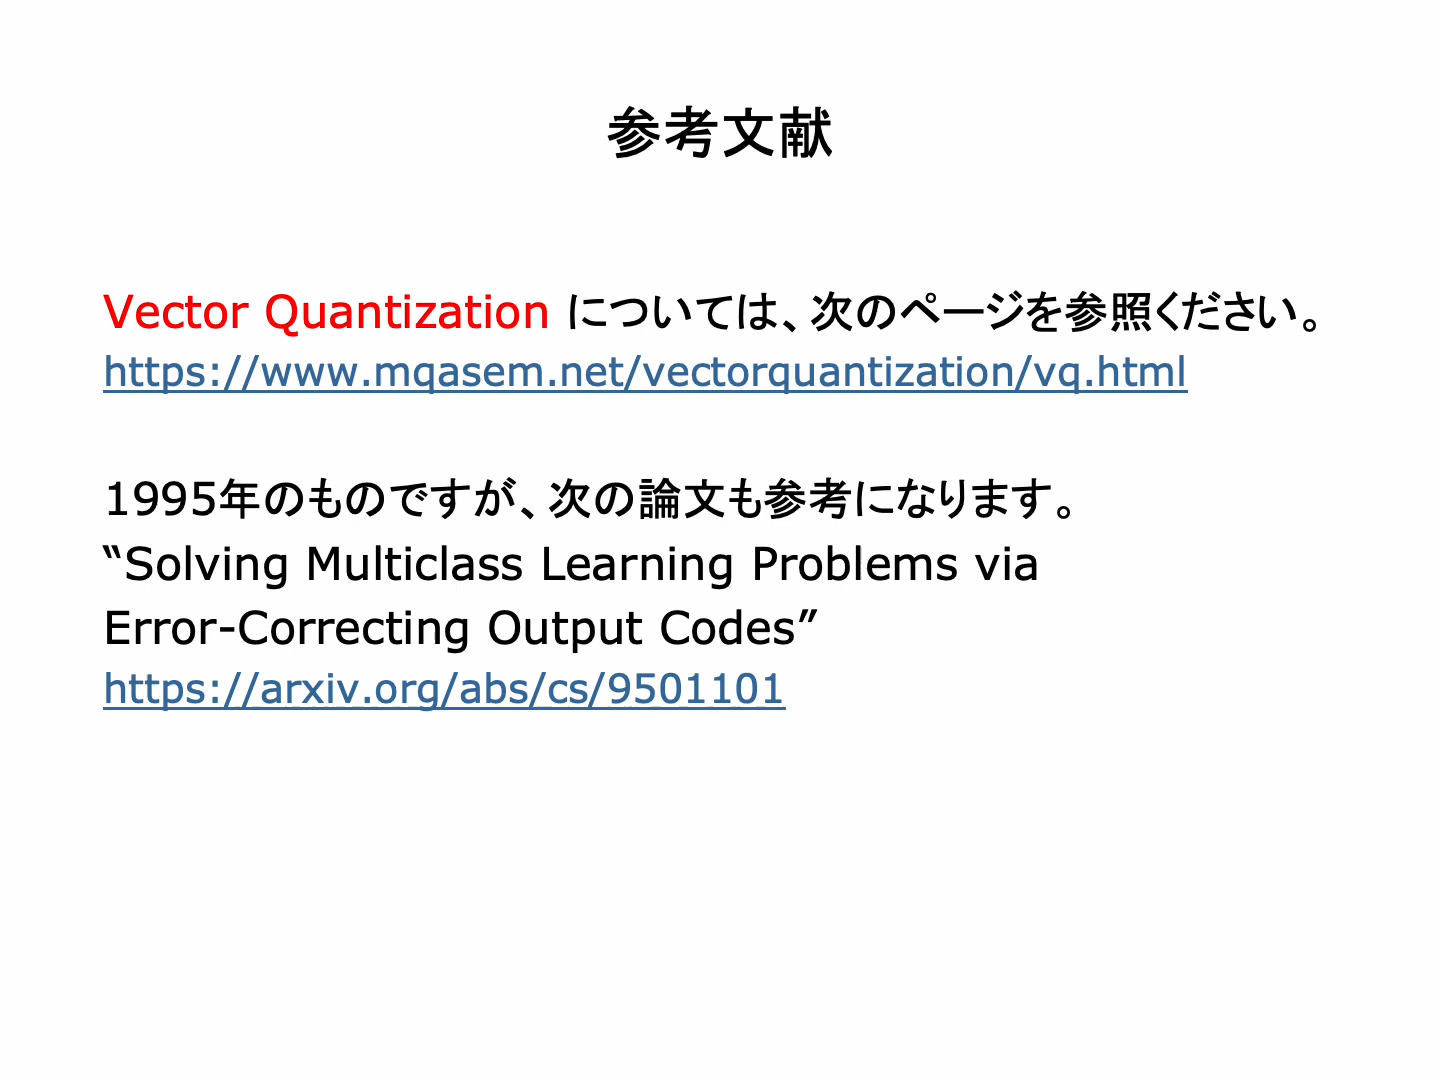 参考文献
Vector Quantization については、次のページを参照ください。
https://www.mqasem.net/vectorquantization/vq.html
1995年のものですが、次の論文も参考になります。
“Solving Multiclass Learning Problems via
Error-Correcting Output Codes”
https://arxiv.org/abs/cs/9501101